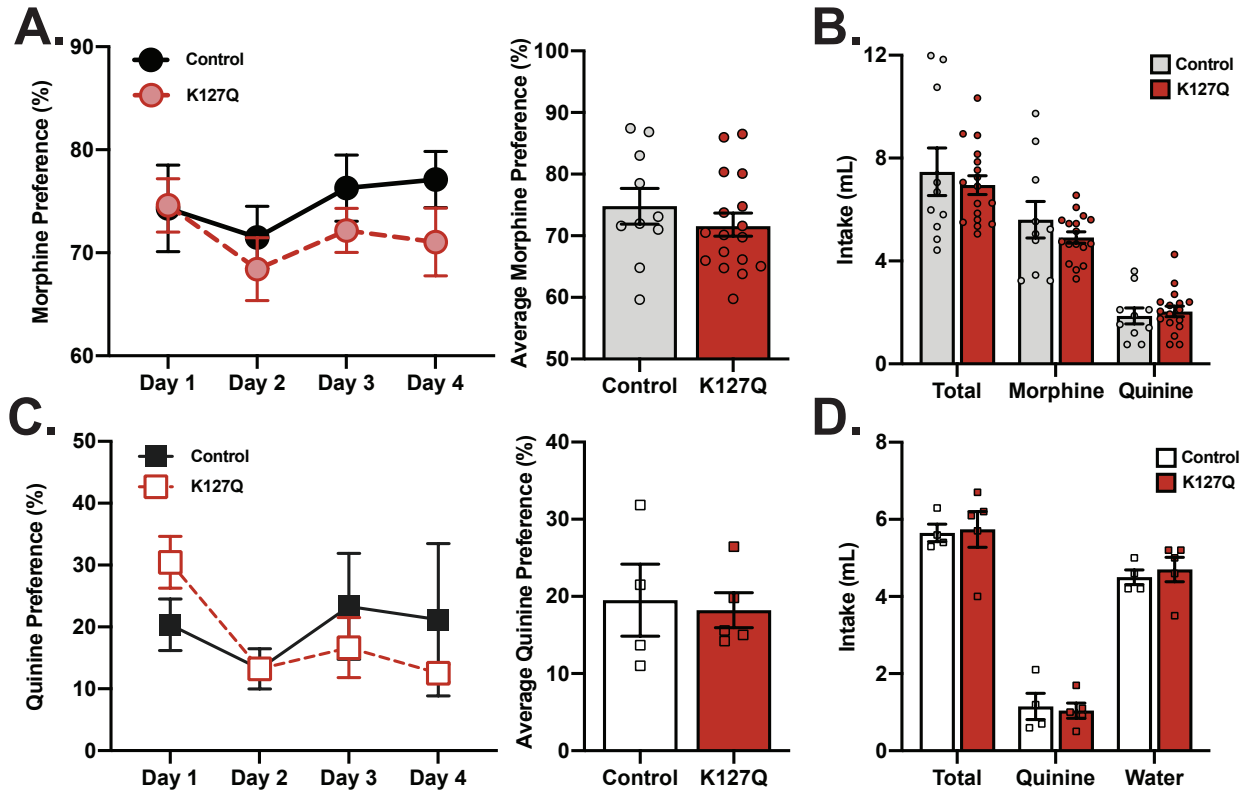 A.
Morphine Preference (%)
90
80
70
60
Control
K127Q
Day 1 Day 2 Day 3 Day 4
Average Morphine Preference (%)
100
90
80
70
60
50
Control K127Q
B.
Intake (mL)
12
8
4
0
Control
K127Q
Total Morphine Quinine
C.
Quinine Preference (%)
50
40
30
20
10
0
Control
K127Q
Day 1 Day 2 Day 3 Day 4
Average Quinine Preference (%)
40
30
20
10
0
Control K127Q
D.
Intake (mL)
8
6
4
2
0
Control
K127Q
Total Quinine Water